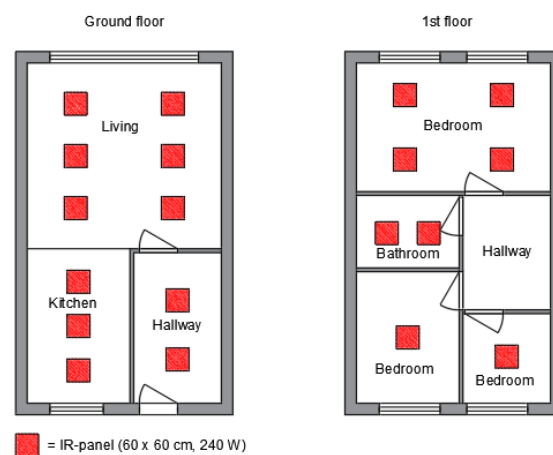 Ground floor
1st floor
Living
Bedroom
Bathroom
Hallway
Kitchen
Hallway
Bedroom
Bedroom
= IR-panel (60 x 60 cm, 240 W)